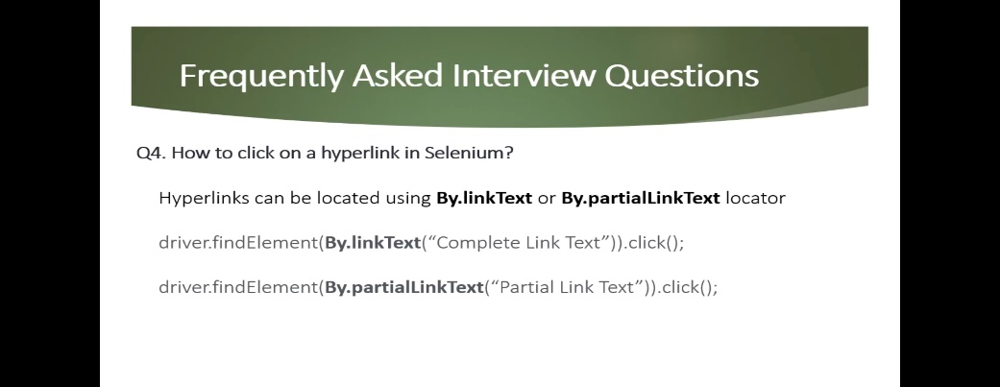 Frequently Asked Interview Questions
Q4. How to click on a hyperlink in Selenium?
Hyperlinks can be located using By.linkText or By.partialLinkText locator
driver.findElement(By.linkText(“Complete Link Text”)).click();
driver.findElement(By.partialLinkText(“Partial Link Text”)).click();